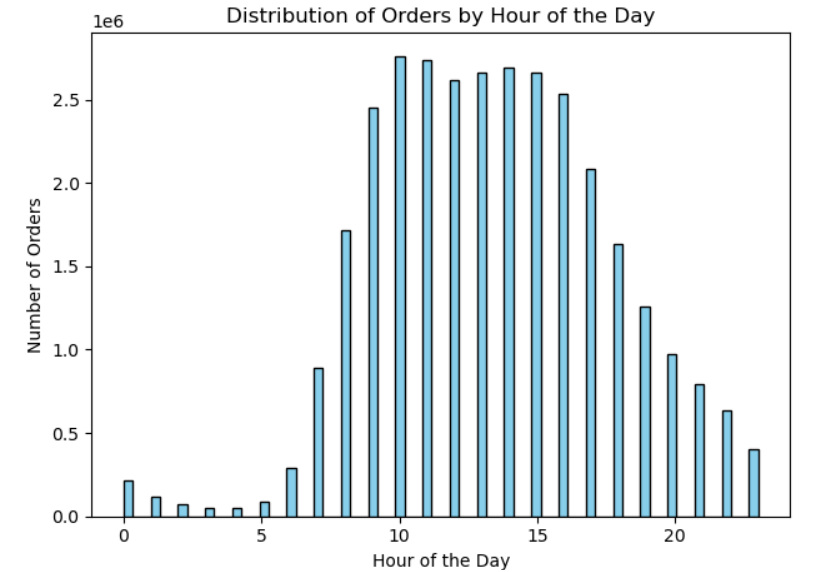 Distribution of Orders by Hour of the Day
1e6
2.5
2.0
1.5
1.0
0.5
0.0
Number of Orders
0 5 10 15 20
Hour of the Day